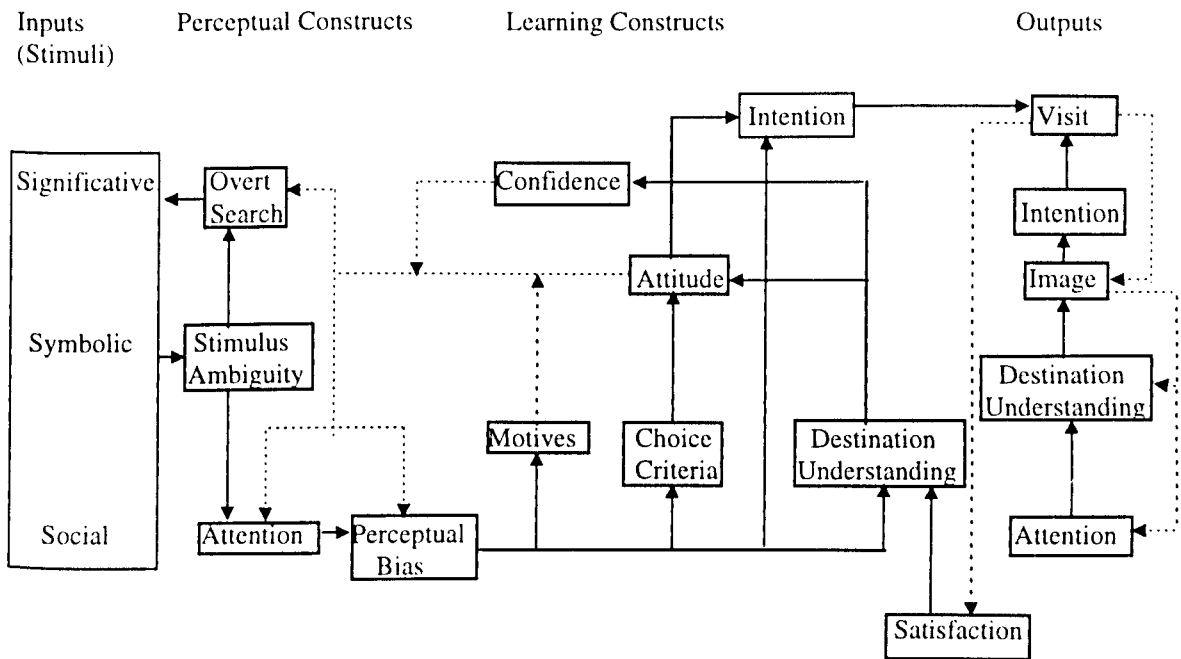 Inputs
(Stimuli)
Perceptual Constructs
Learning Constructs
Outputs
Significative
Symbolic
Social
Overt
Search
Stimulus
Ambiguity
Attention
Perceptual
Bias
Confidence
Motives
Intention
Attitude
Choice
Criteria
Destination
Understanding
Satisfaction
Visit
Intention
Image
Destination
Understanding
Attention